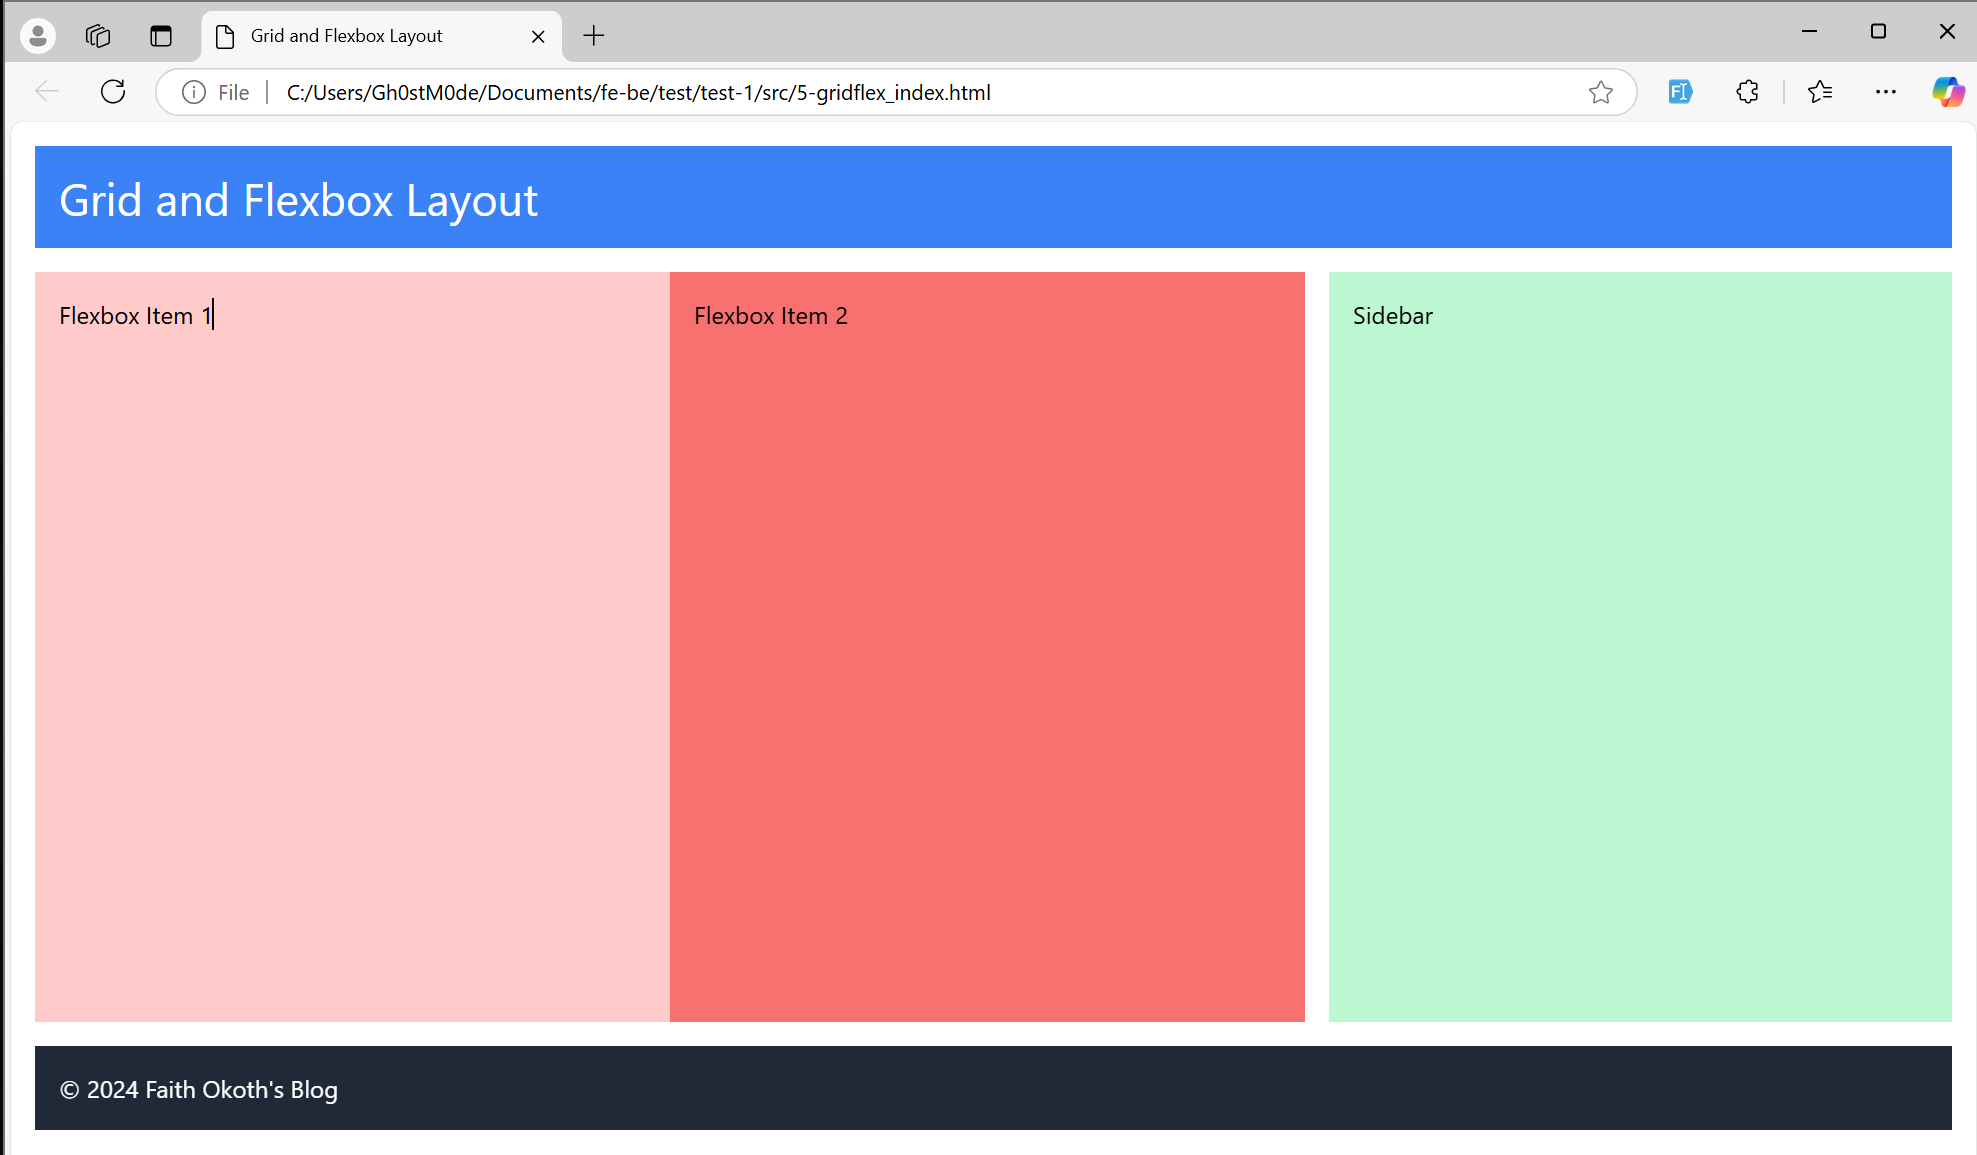 Grid and Flexbox Layout
File
C:/Users/Gh0stM0de/Documents/fe-be/test/test-1/src/5-gridflex_index.html
Grid and Flexbox Layout
Flexbox Item 1
Flexbox Item 2
Sidebar
© 2024 Faith Okoth's Blog